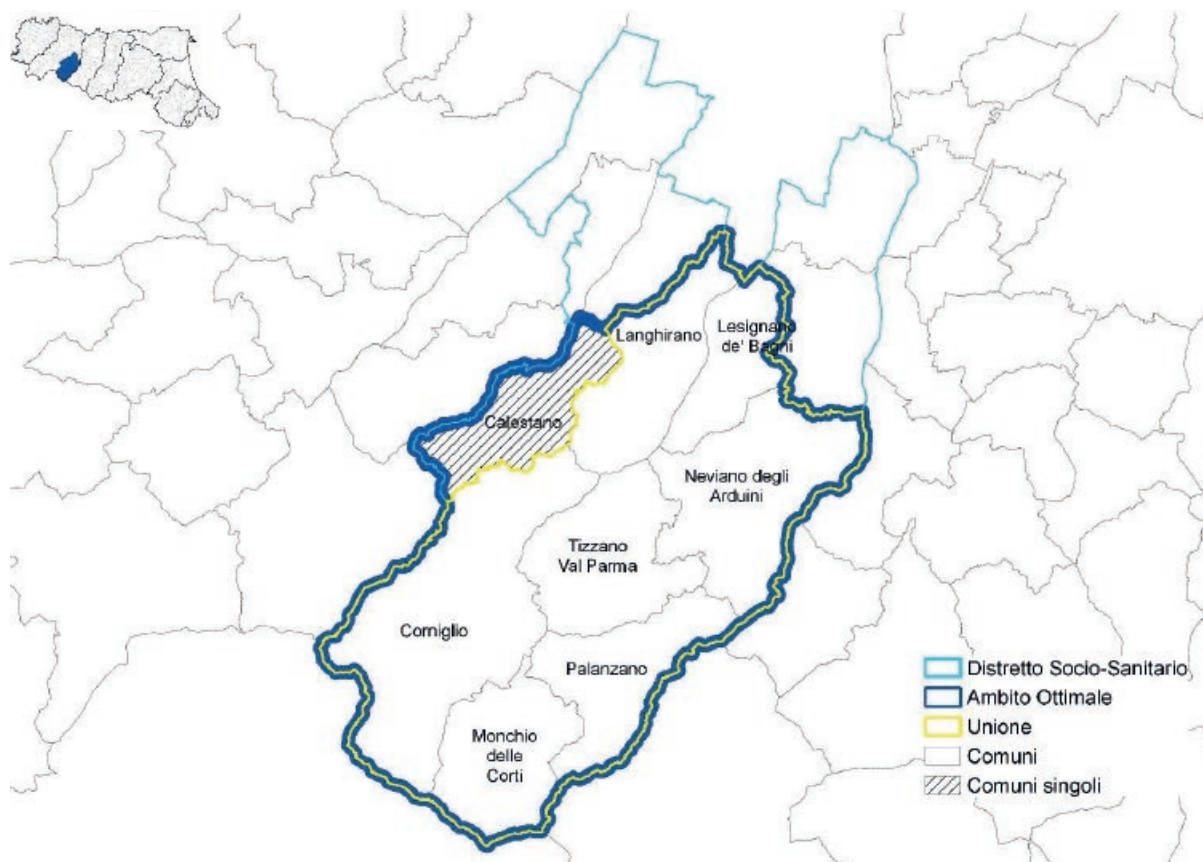 Langhirano
Lesignano
de' Bagni
Calestano
Neviano degli
Arduini
Tizzano
Val Parma
Corniglio
Palanzano
Monchio
delle
Corti
Distretto Socio-Sanitario
Ambito Ottimale
Unione
Comuni
Comuni singoli